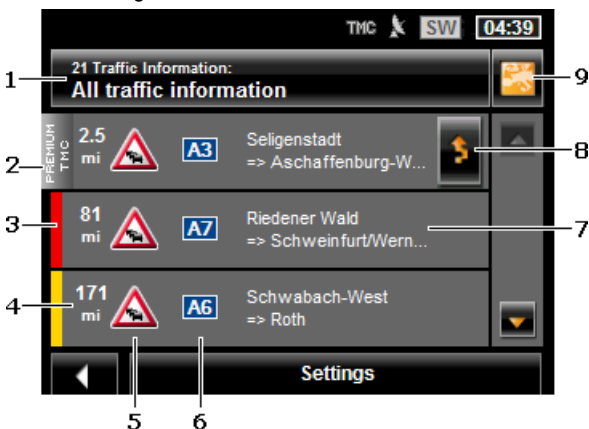 TMC SW 04:39
21 Traffic Information:
All traffic information
1
9
PREMIUM
TMC
2.5
mi
A3
Seligenstadt
=> Aschaffenburg-W...
2
8
81
mi
A7
Riedener Wald
=> Schweinfurt/Wern...
3
7
171
mi
A6
Schwabach-West
=> Roth
4
Settings
5 6